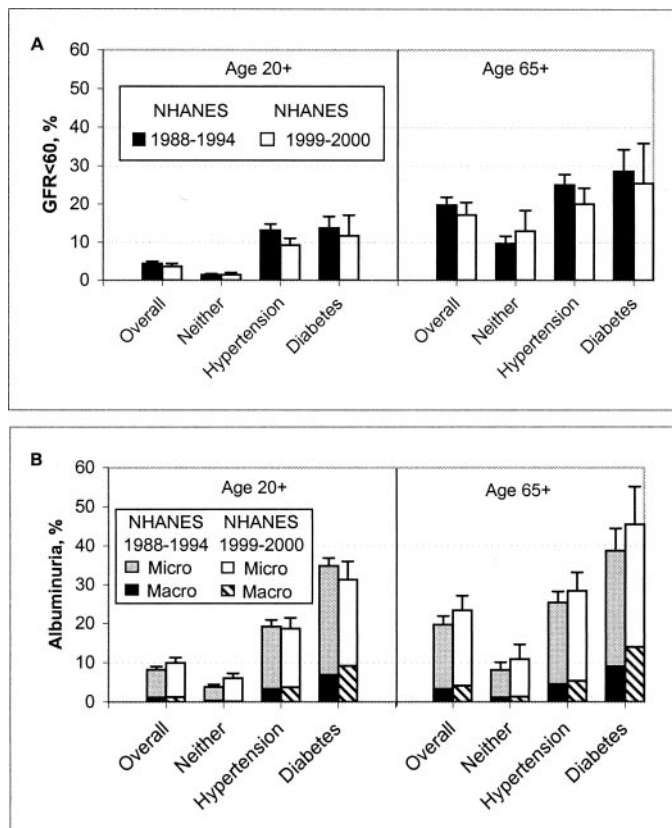 A
60
50
40
30
20
10
0
GFR<60, %
Age 20+
Age 65+
NHANES NHANES
1988-1994 1999-2000
Overall
Neither
Hypertension
Diabetes
Overall
Neither
Hypertension
Diabetes
B
60
50
40
30
20
10
0
Albuminuria, %
Age 20+
Age 65+
NHANES NHANES
1988-1994 1999-2000
Micro Micro
Macro Macro
Overall
Neither
Hypertension
Diabetes
Overall
Neither
Hypertension
Diabetes